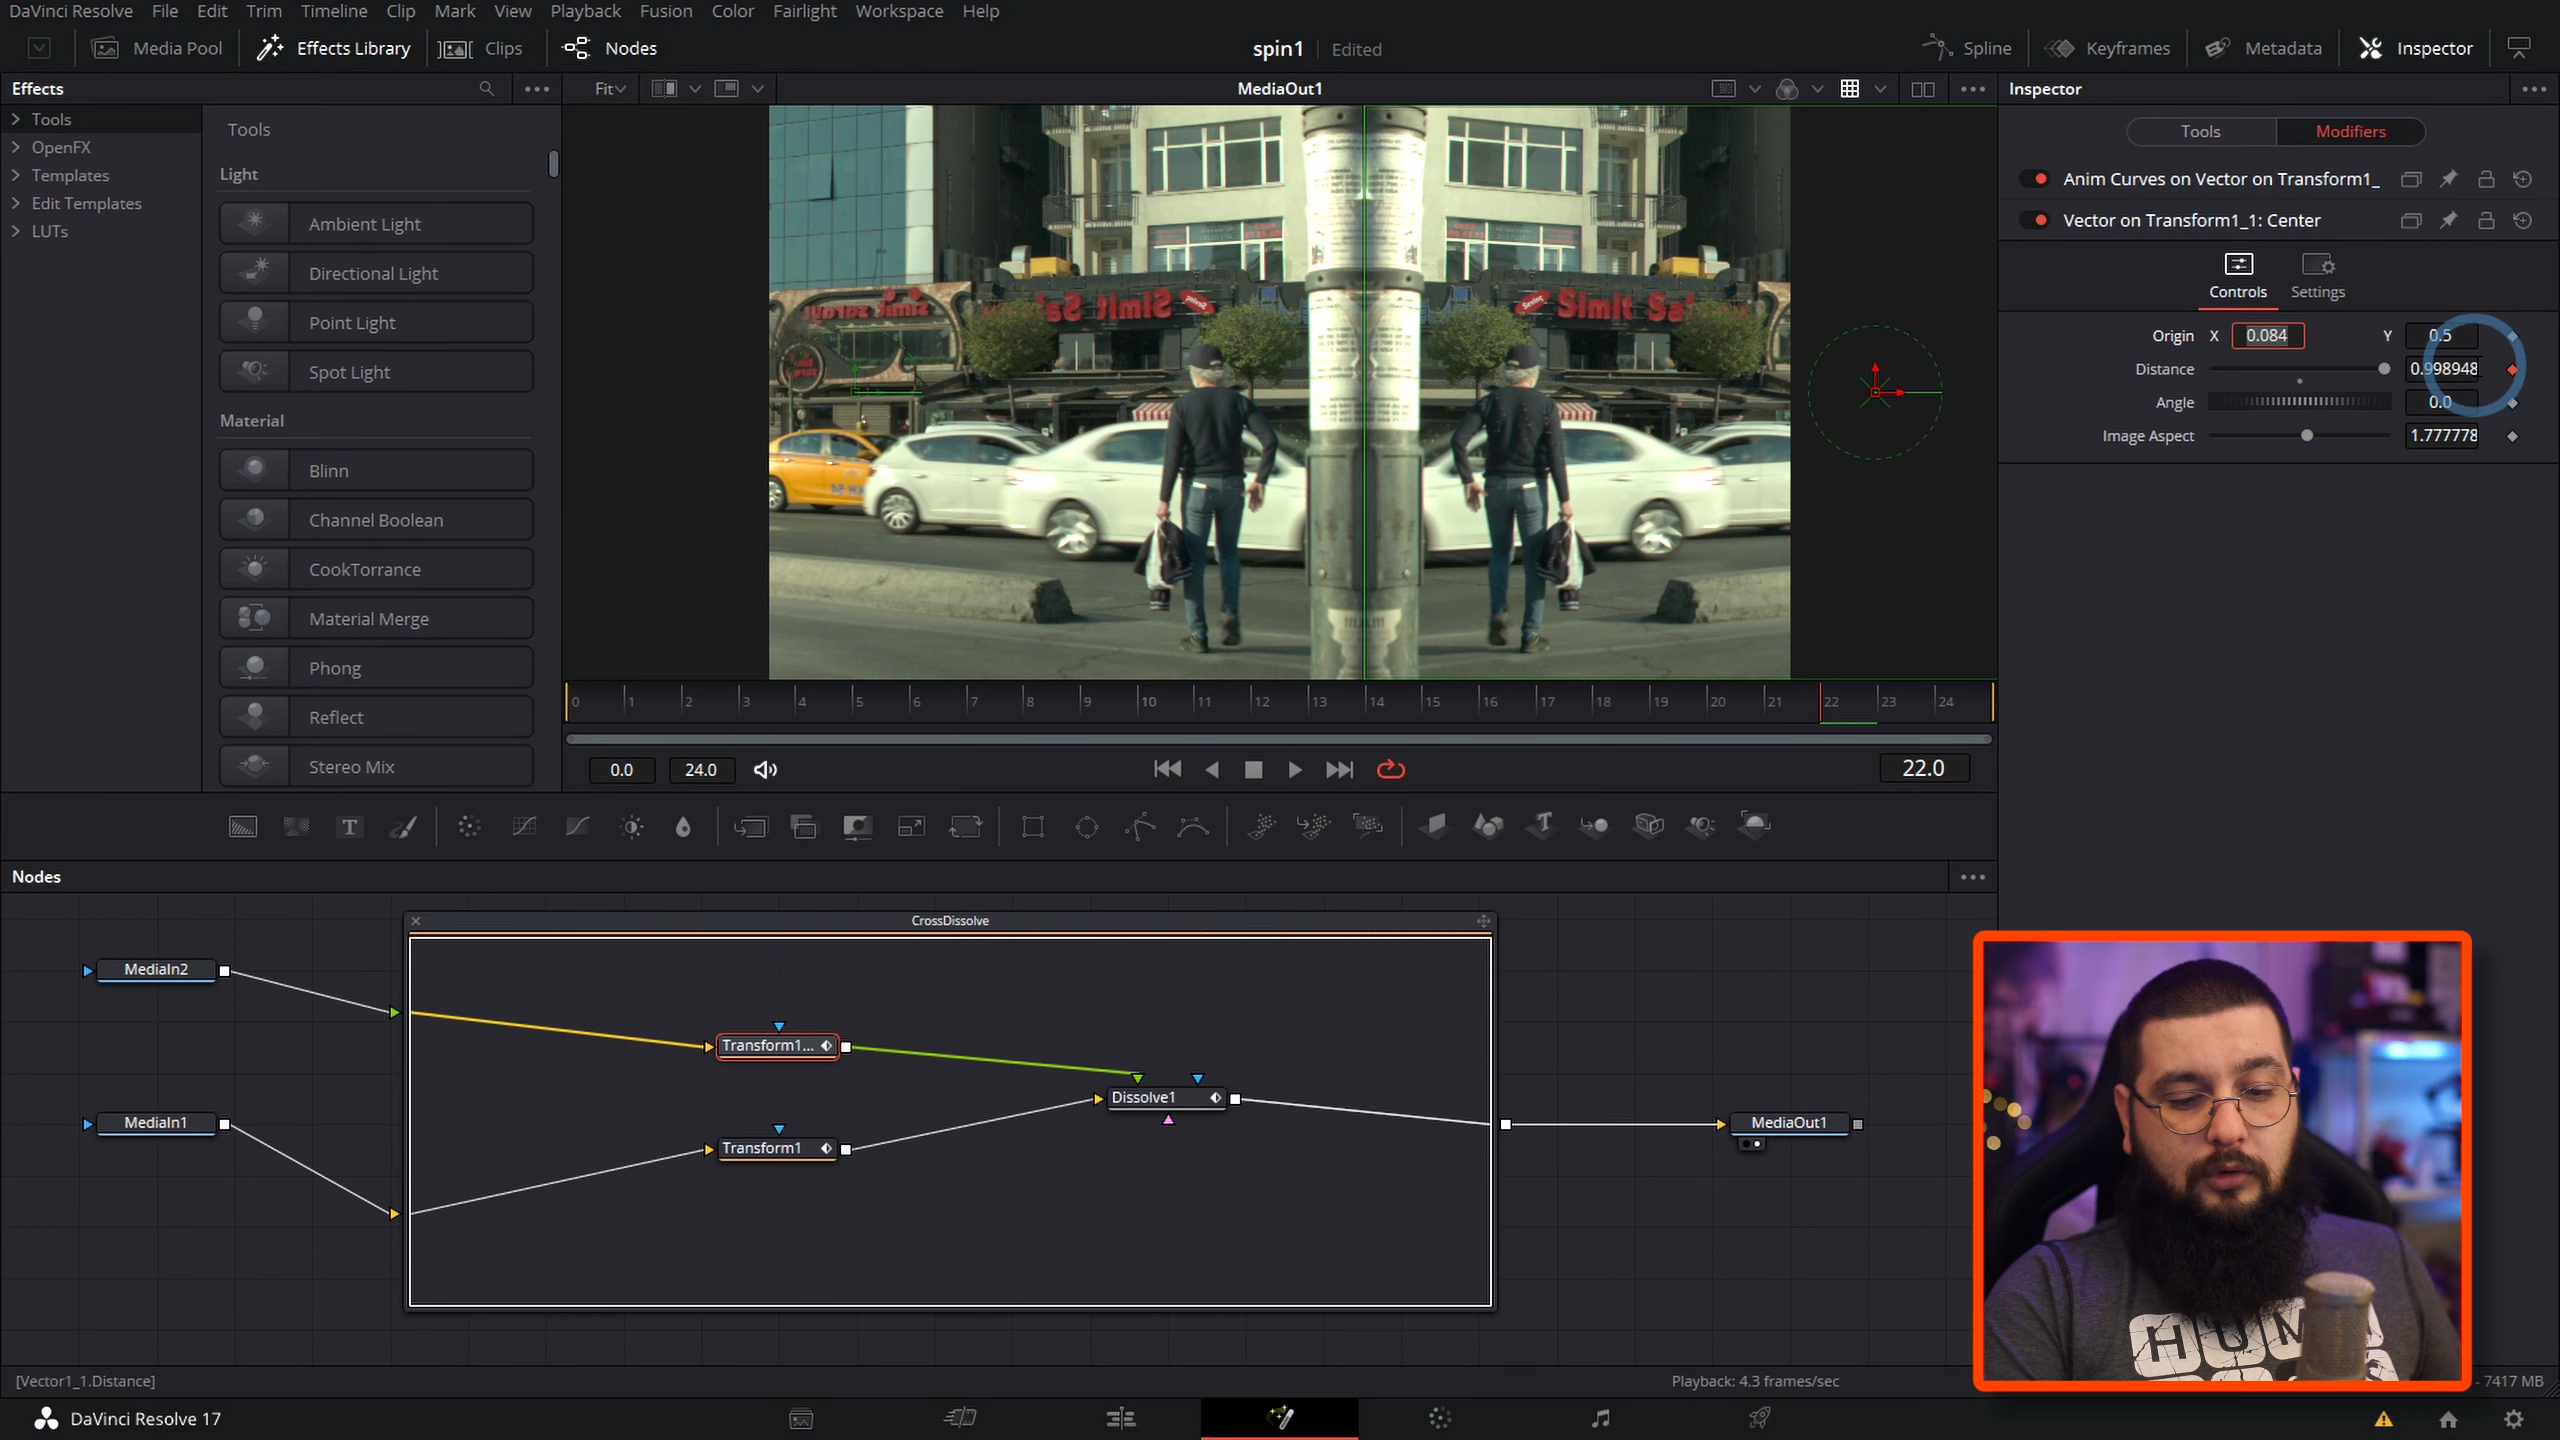 DaVinci Resolve File Edit Trim Timeline Clip Mark View Playback Fusion Color Fairlight Workspace Help
Media Pool Effects Library Clips Nodes spin1 Edited Spline Keyframes Metadata Inspector
Effects Fit MediaOut1 Inspector
Tools
OpenFX
Templates
Edit Templates
LUTs
Tools
Light
Ambient Light
Directional Light
Point Light
Spot Light
Material
Blinn
Channel Boolean
CookTorrance
Material Merge
Phong
Reflect
Stereo Mix
Simit Sa
Tools Modifiers
Anim Curves on Vector on Transform1_
Vector on Transform1_1: Center
Controls Settings
Origin X 0.084 Y 0.5
Distance 0.998948
Angle 0.0
Image Aspect 1.777778
0 1 2 3 4 5 6 7 8 9 10 11 12 13 14 15 16 17 18 19 20 21 22 23 24
0.0 24.0 22.0
Nodes
CrossDissolve
MediaIn2
Transform1...
Dissolve1
MediaIn1
Transform1
MediaOut1
HUM
[Vector1_1.Distance] Playback: 4.3 frames/sec - 7417 MB
DaVinci Resolve 17